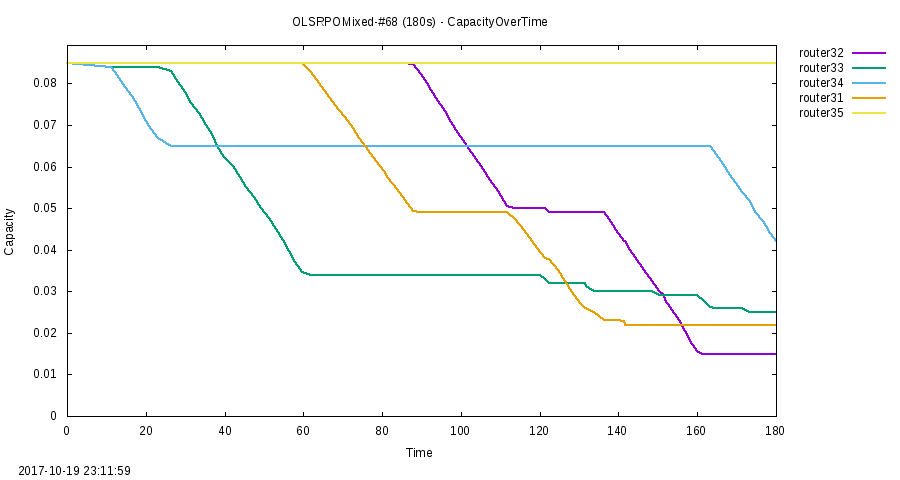 OLSRPOMixed-#68 (180s) - CapacityOverTime
router32
router33
router34
router31
router35
0.08
0.07
0.06
0.05
0.04
0.03
0.02
0.01
0
Capacity
0 20 40 60 80 100 120 140 160 180
Time
2017-10-19 23:11:59